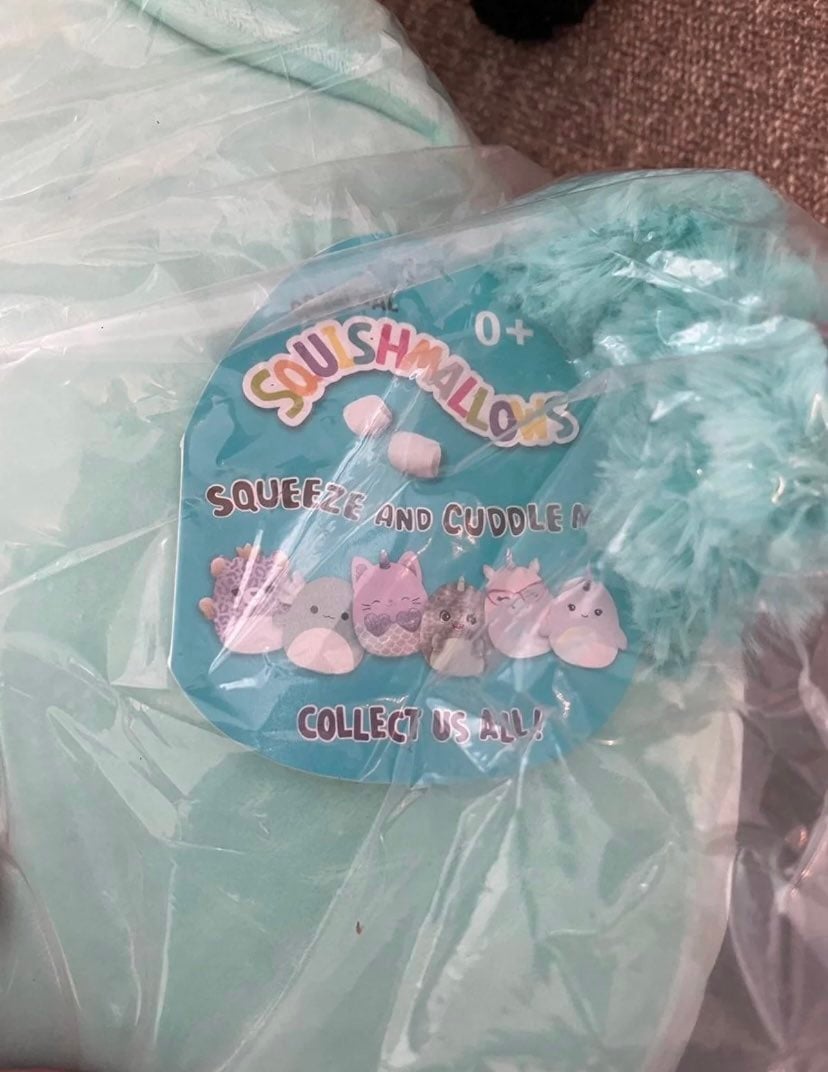 0+
SQUISHMALLOWS
SQUEEZE AND CUDDLE
COLLECT US ALL!